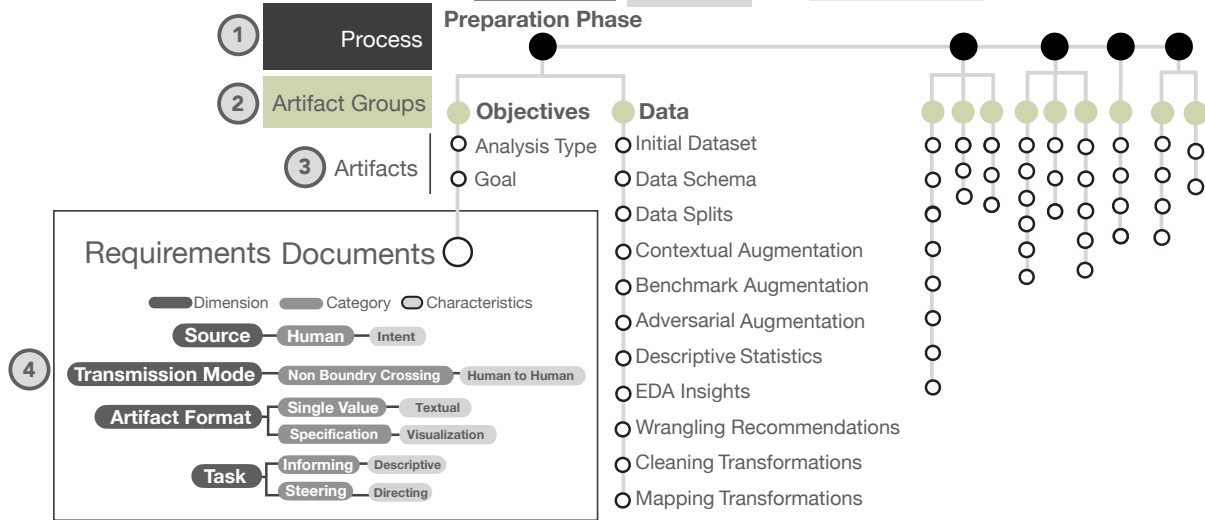 Preparation Phase
1 Process
2 Artifact Groups
Objectives
Data
3 Artifacts
Analysis Type
Goal
Initial Dataset
Data Schema
Data Splits
Contextual Augmentation
Benchmark Augmentation
Adversarial Augmentation
Descriptive Statistics
EDA Insights
Wrangling Recommendations
Cleaning Transformations
Mapping Transformations
Requirements Documents
Dimension Category Characteristics
4
Source Human Intent
Transmission Mode Non Boundry Crossing Human to Human
Artifact Format Single Value Textual
Specification Visualization
Task Informing Descriptive
Steering Directing